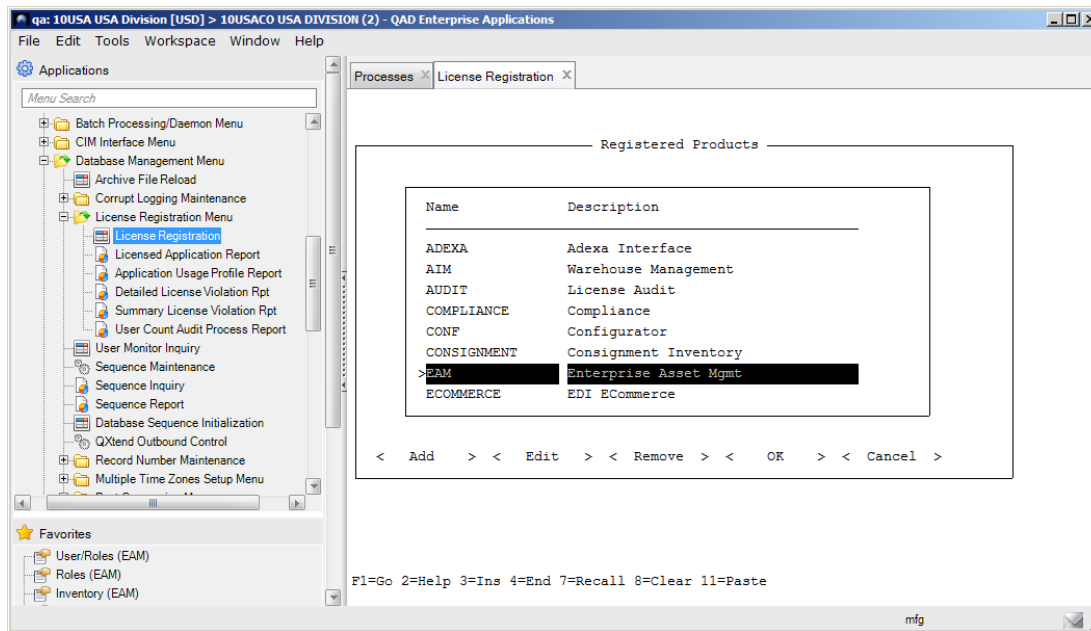 qa: 10USA USA Division [USD] > 10USACO USA DIVISION (2) - QAD Enterprise Applications
File Edit Tools Workspace Window Help
Applications
Menu Search
Batch Processing/Daemon Menu
CIM Interface Menu
Database Management Menu
Archive File Reload
Corrupt Logging Maintenance
License Registration Menu
License Registration
Licensed Application Report
Application Usage Profile Report
Detailed License Violation Rpt
Summary License Violation Rpt
User Count Audit Process Report
User Monitor Inquiry
Sequence Maintenance
Sequence Inquiry
Sequence Report
Database Sequence Initialization
QXtend Outbound Control
Record Number Maintenance
Multiple Time Zones Setup Menu
Favorites
User/Roles (EAM)
Roles (EAM)
Inventory (EAM)
Processes License Registration
Registered Products
Name Description
ADEXA Adexa Interface
AIM Warehouse Management
AUDIT License Audit
COMPLIANCE Compliance
CONF Configurator
CONSIGNMENT Consignment Inventory
>EAM Enterprise Asset Mgmt
ECOMMERCE EDI ECommerce
< Add > < Edit > < Remove > < OK > < Cancel >
F1=Go 2=Help 3=Ins 4=End 7=Recall 8=Clear 11=Paste
mfg